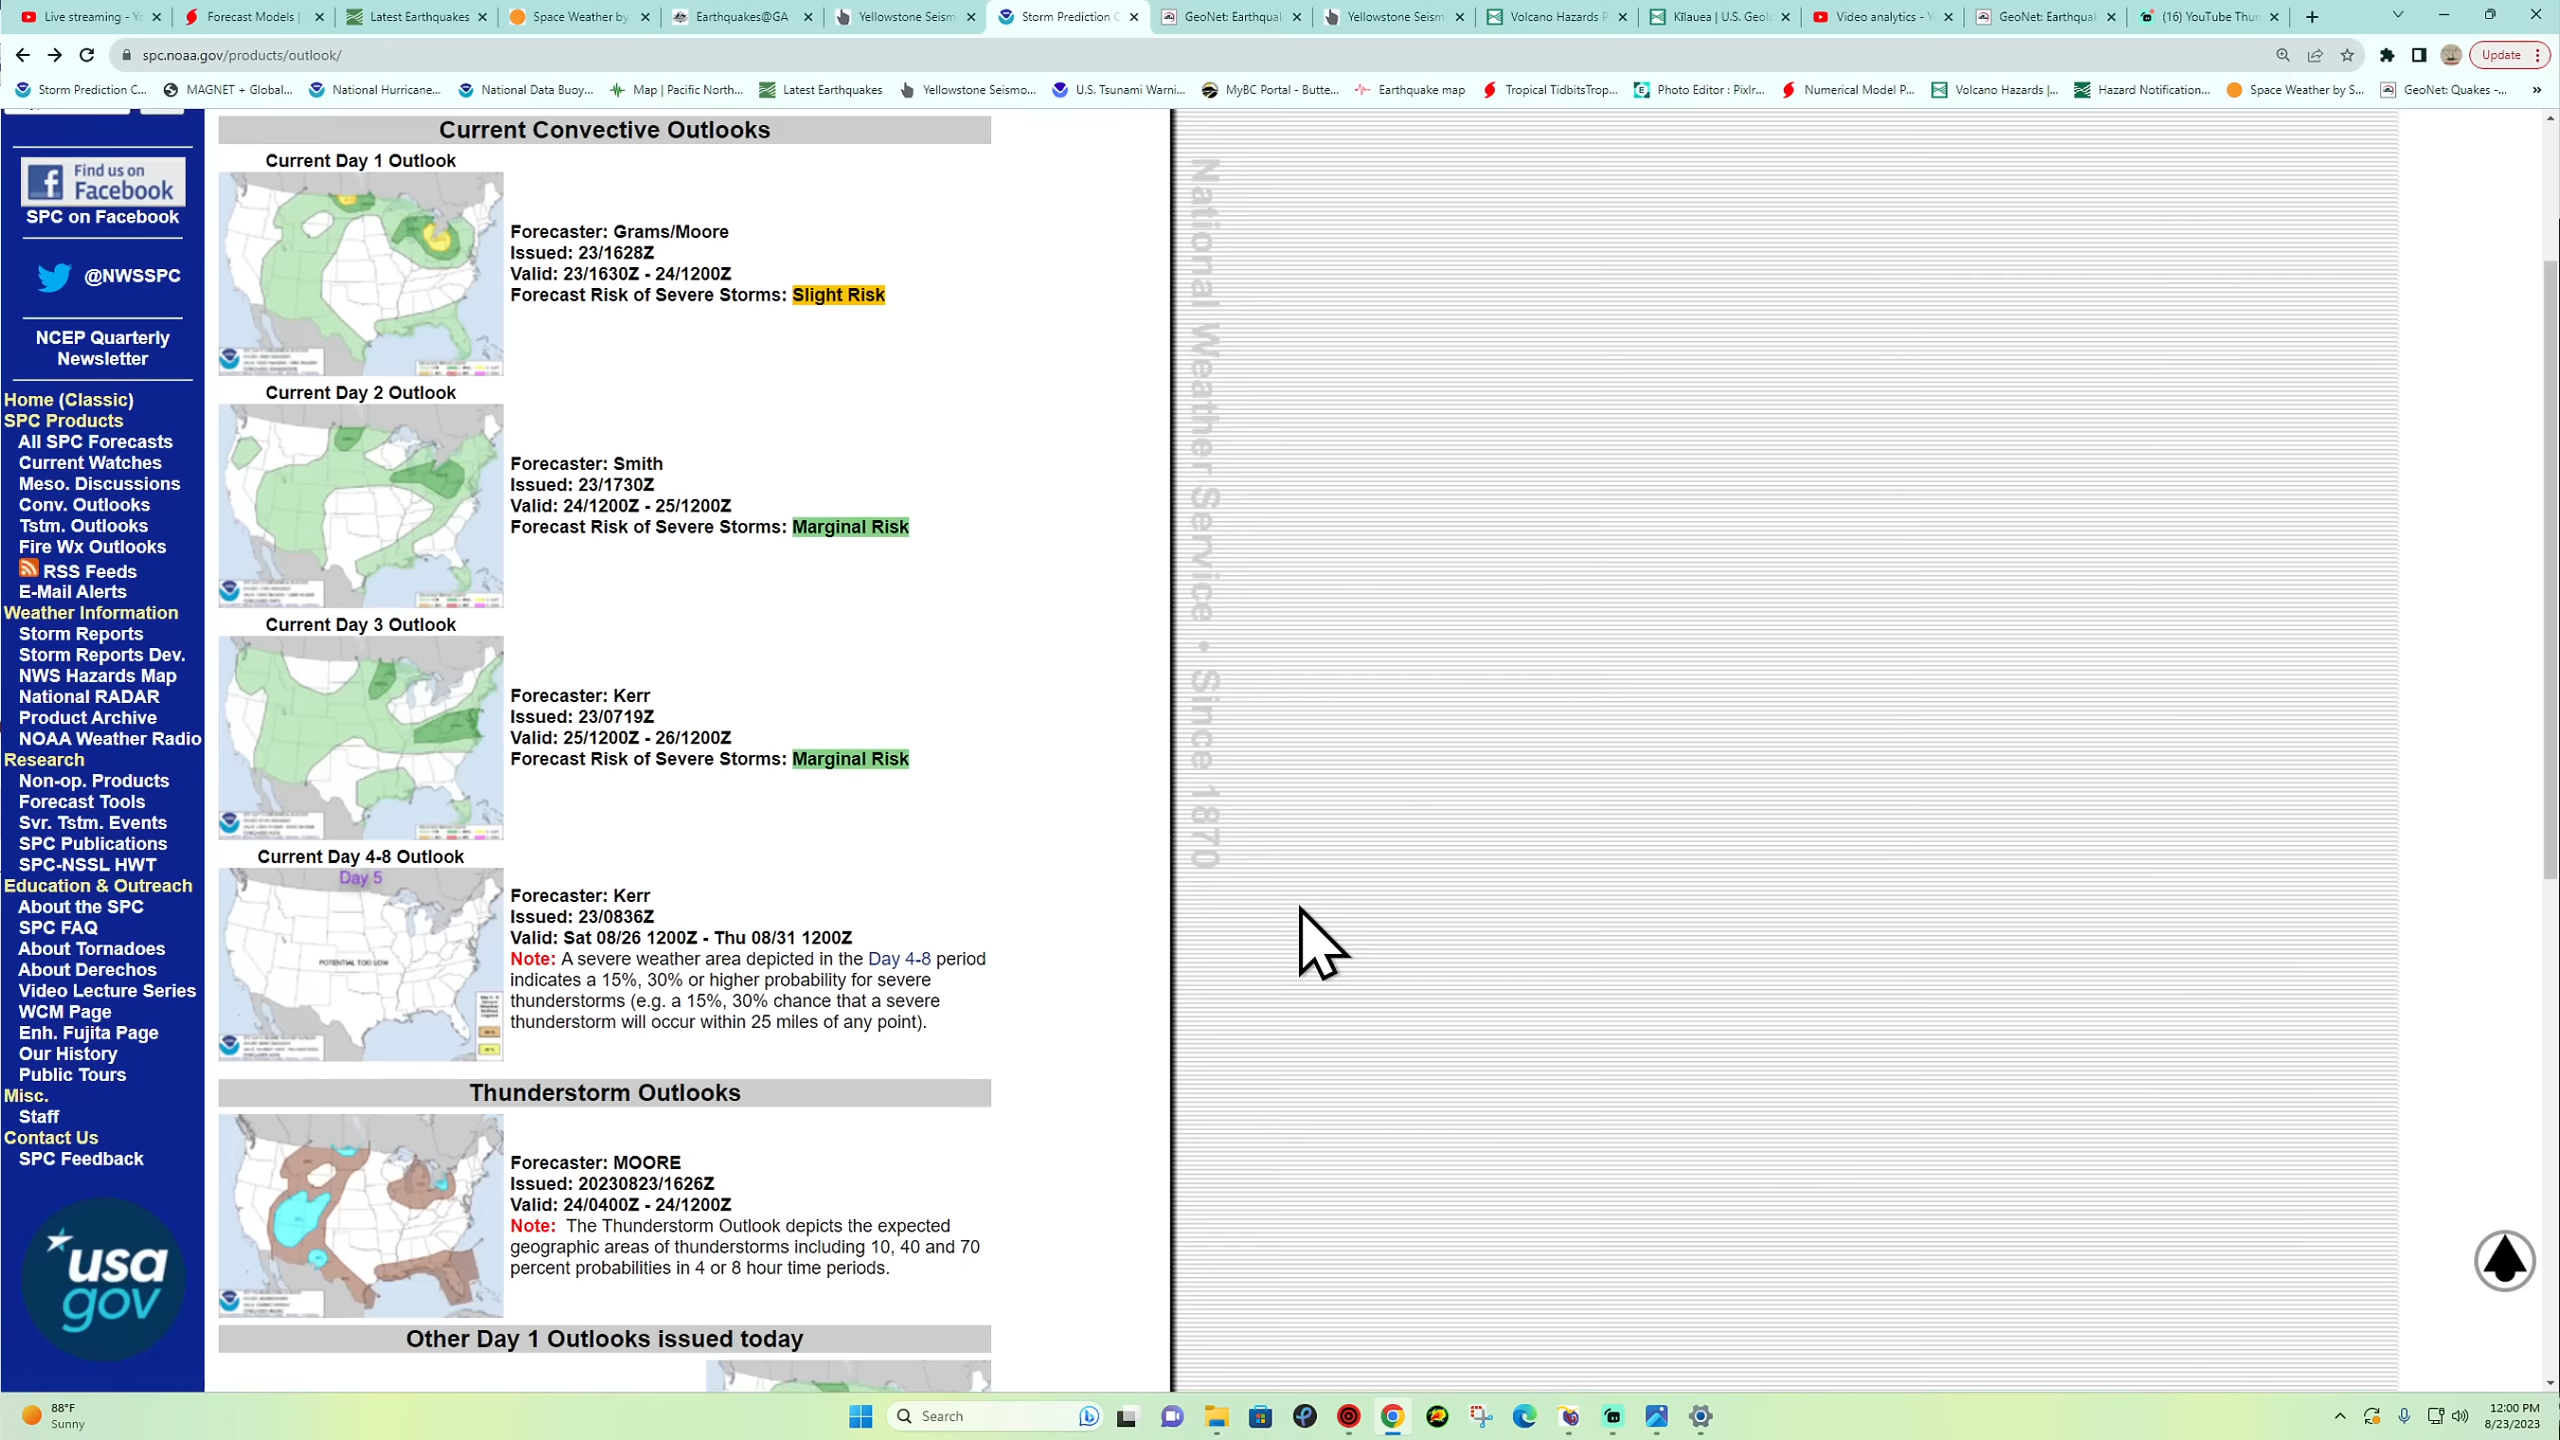 Live streaming - Yo
Forecast Models |
Latest Earthquakes
Space Weather by
Earthquakes@GA
Yellowstone Seism
Storm Prediction C
GeoNet: Earthqual
Yellowstone Seism
Volcano Hazards P
Kīlauea | U.S. Geol
Video analytics - Y
GeoNet: Earthqual
(16) YouTube Thun
spc.noaa.gov/products/outlook/
Update
Storm Prediction C...
MAGNET + Global...
National Hurricane...
National Data Buoy...
Map | Pacific North...
Latest Earthquakes
Yellowstone Seismo...
U.S. Tsunami Warni...
MyBC Portal - Butte...
Earthquake map
Tropical TidbitsTrop...
Photo Editor : Pixlr...
Numerical Model P...
Volcano Hazards |...
Hazard Notification...
Space Weather by S...
GeoNet: Quakes -...
»
Find us on
Facebook
SPC on Facebook
@NWSSPC
NCEP Quarterly
Newsletter
Home (Classic)
SPC Products
All SPC Forecasts
Current Watches
Meso. Discussions
Conv. Outlooks
Tstm. Outlooks
Fire Wx Outlooks
RSS Feeds
E-Mail Alerts
Weather Information
Storm Reports
Storm Reports Dev.
NWS Hazards Map
National RADAR
Product Archive
NOAA Weather Radio
Research
Non-op. Products
Forecast Tools
Svr. Tstm. Events
SPC Publications
SPC-NSSL HWT
Education & Outreach
About the SPC
SPC FAQ
About Tornadoes
About Derechos
Video Lecture Series
WCM Page
Enh. Fujita Page
Our History
Public Tours
Misc.
Staff
Contact Us
SPC Feedback
usa
gov
Current Convective Outlooks
Current Day 1 Outlook
Forecaster: Grams/Moore
Issued: 23/1628Z
Valid: 23/1630Z - 24/1200Z
Forecast Risk of Severe Storms: Slight Risk
Current Day 2 Outlook
Forecaster: Smith
Issued: 23/1730Z
Valid: 24/1200Z - 25/1200Z
Forecast Risk of Severe Storms: Marginal Risk
Current Day 3 Outlook
Forecaster: Kerr
Issued: 23/0719Z
Valid: 25/1200Z - 26/1200Z
Forecast Risk of Severe Storms: Marginal Risk
Current Day 4-8 Outlook
Day 5
POTENTIAL TOO LOW
Forecaster: Kerr
Issued: 23/0836Z
Valid: Sat 08/26 1200Z - Thu 08/31 1200Z
Note: A severe weather area depicted in the Day 4-8 period
indicates a 15%, 30% or higher probability for severe
thunderstorms (e.g. a 15%, 30% chance that a severe
thunderstorm will occur within 25 miles of any point).
Thunderstorm Outlooks
Forecaster: MOORE
Issued: 20230823/1626Z
Valid: 24/0400Z - 24/1200Z
Note: The Thunderstorm Outlook depicts the expected
geographic areas of thunderstorms including 10, 40 and 70
percent probabilities in 4 or 8 hour time periods.
Other Day 1 Outlooks issued today
National Weather Service • Since 1870
88°F
Sunny
Search
12:00 PM
8/23/2023